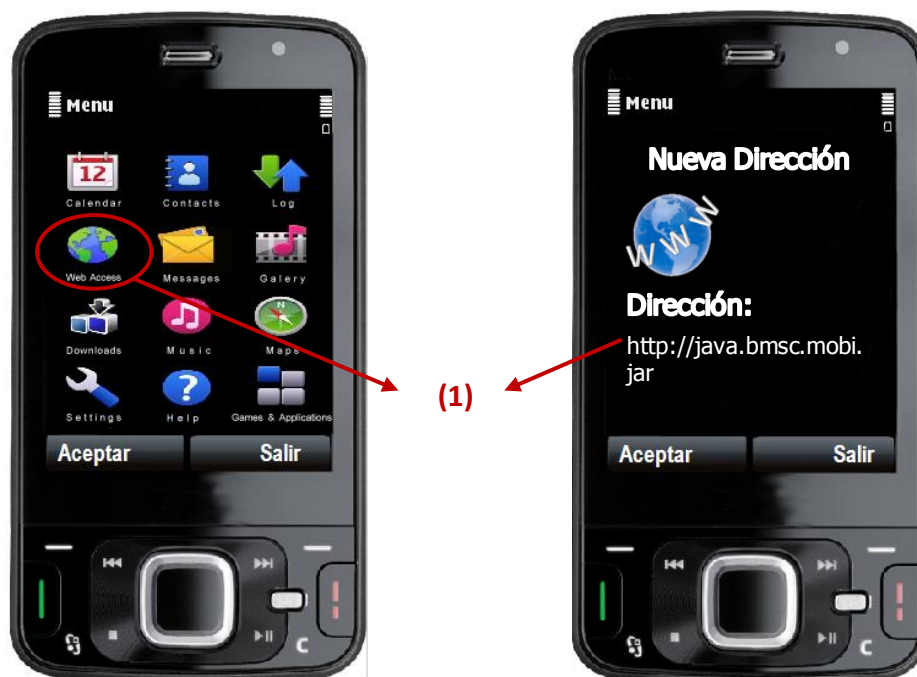 Menu
12
Calendar
Contacts
Log
Web Access
Messages
Galery
Downloads
Music
N
Maps
Settings
?
Help
Games & Applications
Aceptar
Salir
C
(1)
Menu
Nueva Dirección
WWW
Dirección:
http://java.bmsc.mobi.
jar
Aceptar
Salir
C